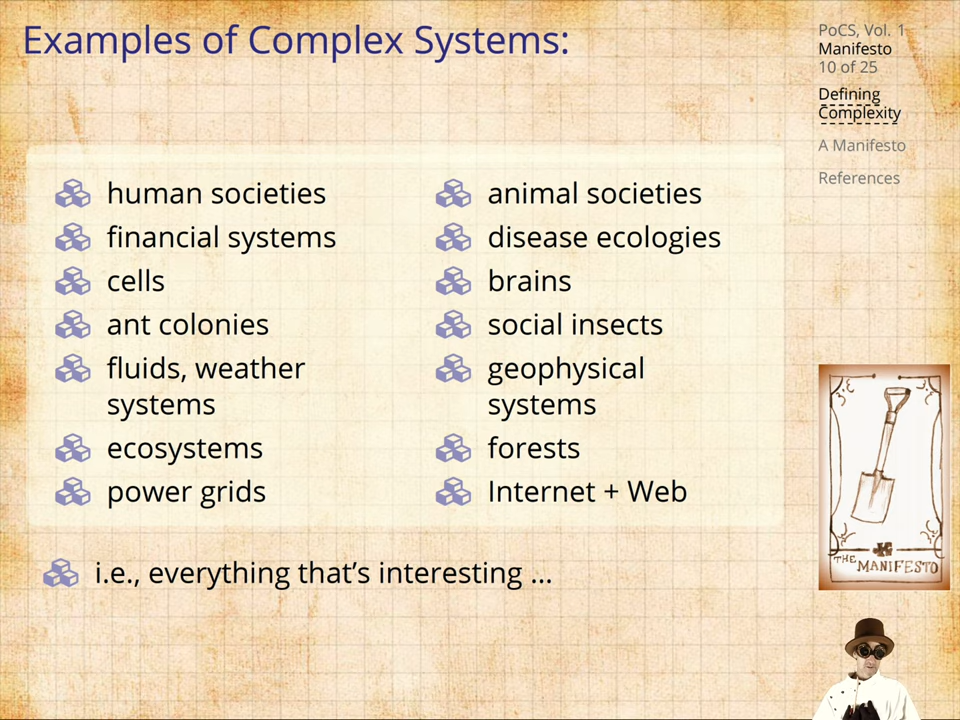 Examples of Complex Systems:
PoCS, Vol. 1
Manifesto
10 of 25
Defining
Complexity
A Manifesto
References
human societies
financial systems
cells
ant colonies
fluids, weather
systems
ecosystems
power grids
animal societies
disease ecologies
brains
social insects
geophysical
systems
forests
Internet + Web
i.e., everything that’s interesting ...
THE MANIFESTO